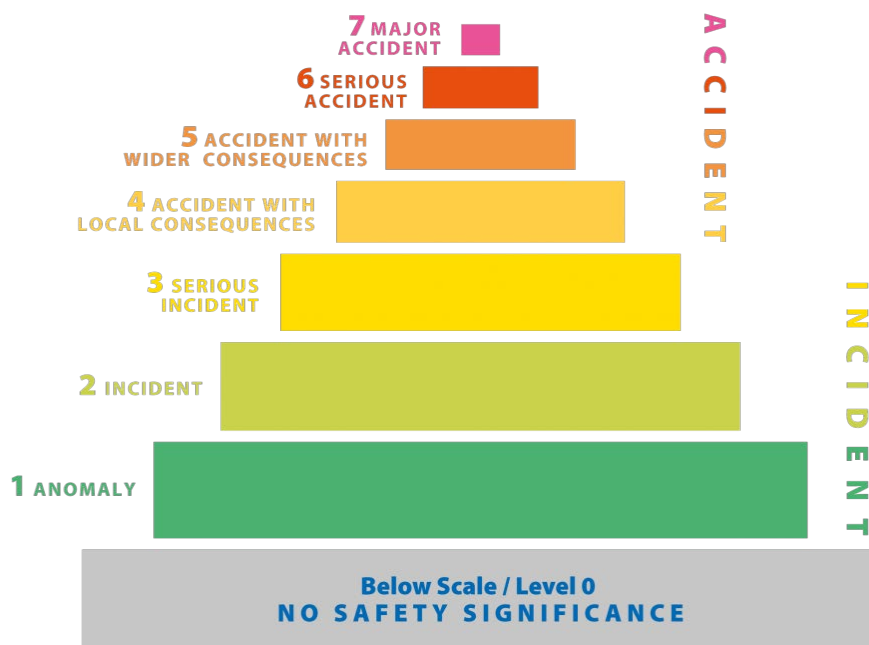 7 MAJOR
ACCIDENT
6 SERIOUS
ACCIDENT
5 ACCIDENT WITH
WIDER CONSEQUENCES
4 ACCIDENT WITH
LOCAL CONSEQUENCES
3 SERIOUS
INCIDENT
2 INCIDENT
1 ANOMALY
Below Scale / Level 0
NO SAFETY SIGNIFICANCE
ACCIDENT
INCIDENT